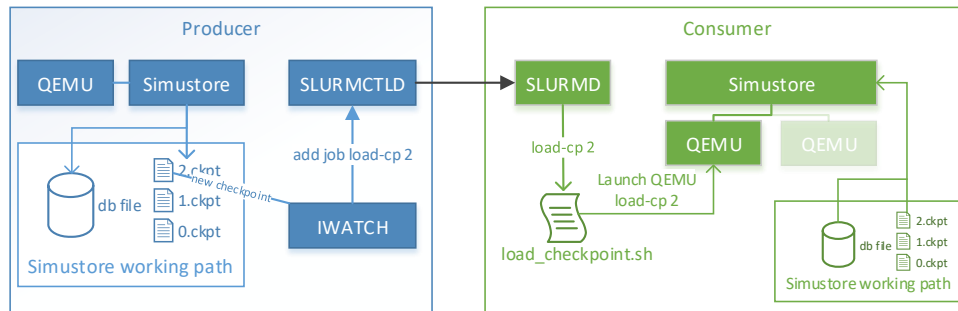 Producer
QEMU
Simustore
SLURMCTLD
add job load-cp 2
2.ckpt
new checkpoint
1.ckpt
0.ckpt
db file
IWATCH
Simustore working path
Consumer
SLURMD
Simustore
QEMU
QEMU
load-cp 2
Launch QEMU
load-cp 2
load_checkpoint.sh
2.ckpt
1.ckpt
0.ckpt
db file
Simustore working path